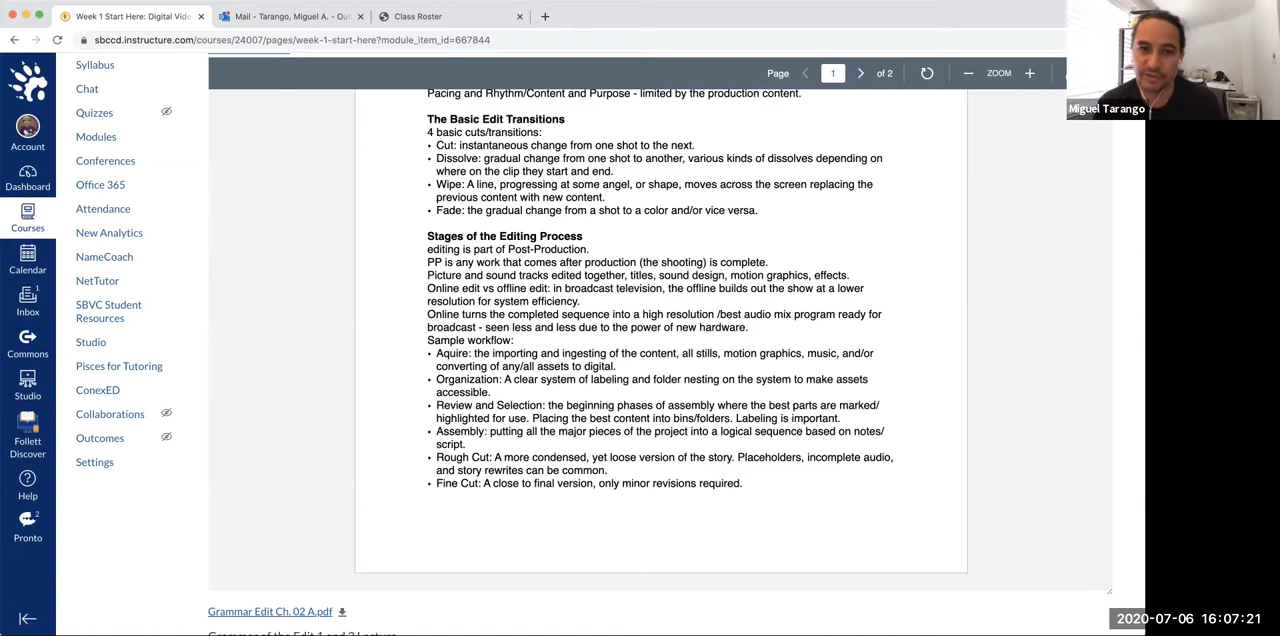 Week 1 Start Here: Digital Vide
Mail - Tarango, Miguel A. - Out
Class Roster
sbccd.instructure.com/courses/24007/pages/week-1-start-here?module_item_id=667844
Miguel Tarango
Account
Dashboard
Courses
Calendar
1
Inbox
Commons
Studio
Follett
Discover
Help
2
Pronto
Syllabus
Chat
Quizzes
Modules
Conferences
Office 365
Attendance
New Analytics
NameCoach
NetTutor
SBVC Student
Resources
Studio
Pisces for Tutoring
ConexED
Collaborations
Outcomes
Settings
Page 1 of 2 ZOOM
Pacing and Rhythm/Content and Purpose - limited by the production content.
The Basic Edit Transitions
4 basic cuts/transitions:
• Cut: instantaneous change from one shot to the next.
• Dissolve: gradual change from one shot to another, various kinds of dissolves depending on
where on the clip they start and end.
• Wipe: A line, progressing at some angel, or shape, moves across the screen replacing the
previous content with new content.
• Fade: the gradual change from a shot to a color and/or vice versa.
Stages of the Editing Process
editing is part of Post-Production.
PP is any work that comes after production (the shooting) is complete.
Picture and sound tracks edited together, titles, sound design, motion graphics, effects.
Online edit vs offline edit: in broadcast television, the offline builds out the show at a lower
resolution for system efficiency.
Online turns the completed sequence into a high resolution /best audio mix program ready for
broadcast - seen less and less due to the power of new hardware.
Sample workflow:
• Aquire: the importing and ingesting of the content, all stills, motion graphics, music, and/or
converting of any/all assets to digital.
• Organization: A clear system of labeling and folder nesting on the system to make assets
accessible.
• Review and Selection: the beginning phases of assembly where the best parts are marked/
highlighted for use. Placing the best content into bins/folders. Labeling is important.
• Assembly: putting all the major pieces of the project into a logical sequence based on notes/
script.
• Rough Cut: A more condensed, yet loose version of the story. Placeholders, incomplete audio,
and story rewrites can be common.
• Fine Cut: A close to final version, only minor revisions required.
Grammar Edit Ch. 02 A.pdf
Grammar of the Edit 1 and 2 Lecture
2020-07-06 16:07:21